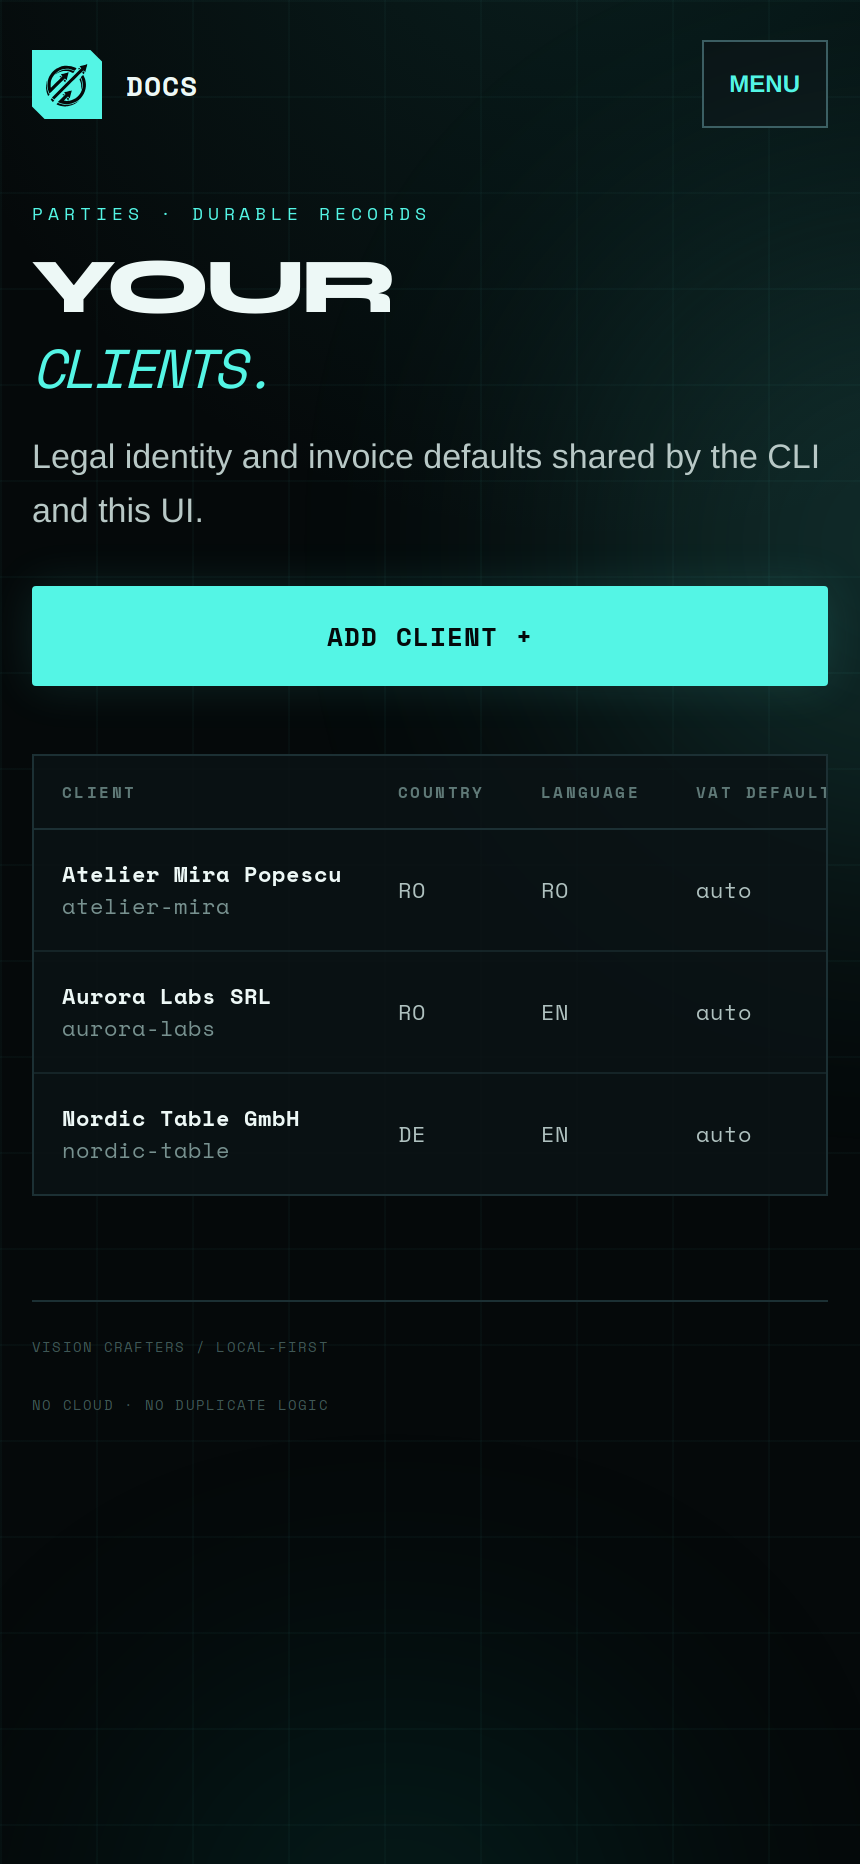 DOCS
MENU
PARTIES · DURABLE RECORDS
YOUR
CLIENTS.
Legal identity and invoice defaults shared by the CLI
and this UI.
ADD CLIENT +
CLIENT COUNTRY LANGUAGE VAT DEFAULT
Atelier Mira Popescu
atelier-mira
RO RO auto
Aurora Labs SRL
aurora-labs
RO EN auto
Nordic Table GmbH
nordic-table
DE EN auto
VISION CRAFTERS / LOCAL-FIRST
NO CLOUD · NO DUPLICATE LOGIC